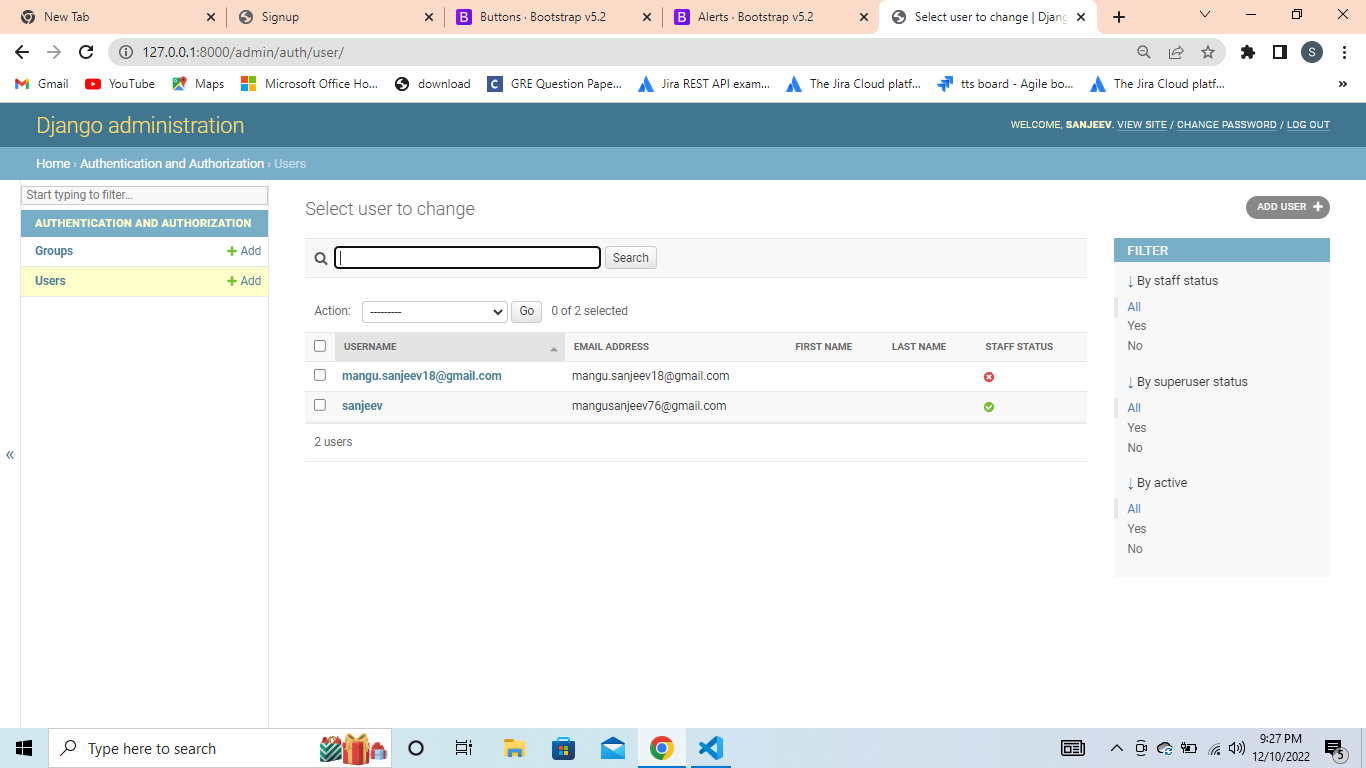 New Tab
Signup
Buttons · Bootstrap v5.2
Alerts · Bootstrap v5.2
Select user to change | Djang
127.0.0.1:8000/admin/auth/user/
S
Gmail
YouTube
Maps
Microsoft Office Ho...
download
GRE Question Pape...
Jira REST API exam...
The Jira Cloud platf...
tts board - Agile bo...
The Jira Cloud platf...
Django administration
WELCOME, SANJEEV. VIEW SITE / CHANGE PASSWORD / LOG OUT
Home › Authentication and Authorization › Users
Start typing to filter...
AUTHENTICATION AND AUTHORIZATION
Groups + Add
Users + Add
«
Select user to change
ADD USER +
Search
Action: --------- Go 0 of 2 selected
USERNAME EMAIL ADDRESS FIRST NAME LAST NAME STAFF STATUS
mangu.sanjeev18@gmail.com mangu.sanjeev18@gmail.com
sanjeev mangusanjeev76@gmail.com
2 users
FILTER
↓ By staff status
All
Yes
No
↓ By superuser status
All
Yes
No
↓ By active
All
Yes
No
Type here to search
9:27 PM
12/10/2022
5